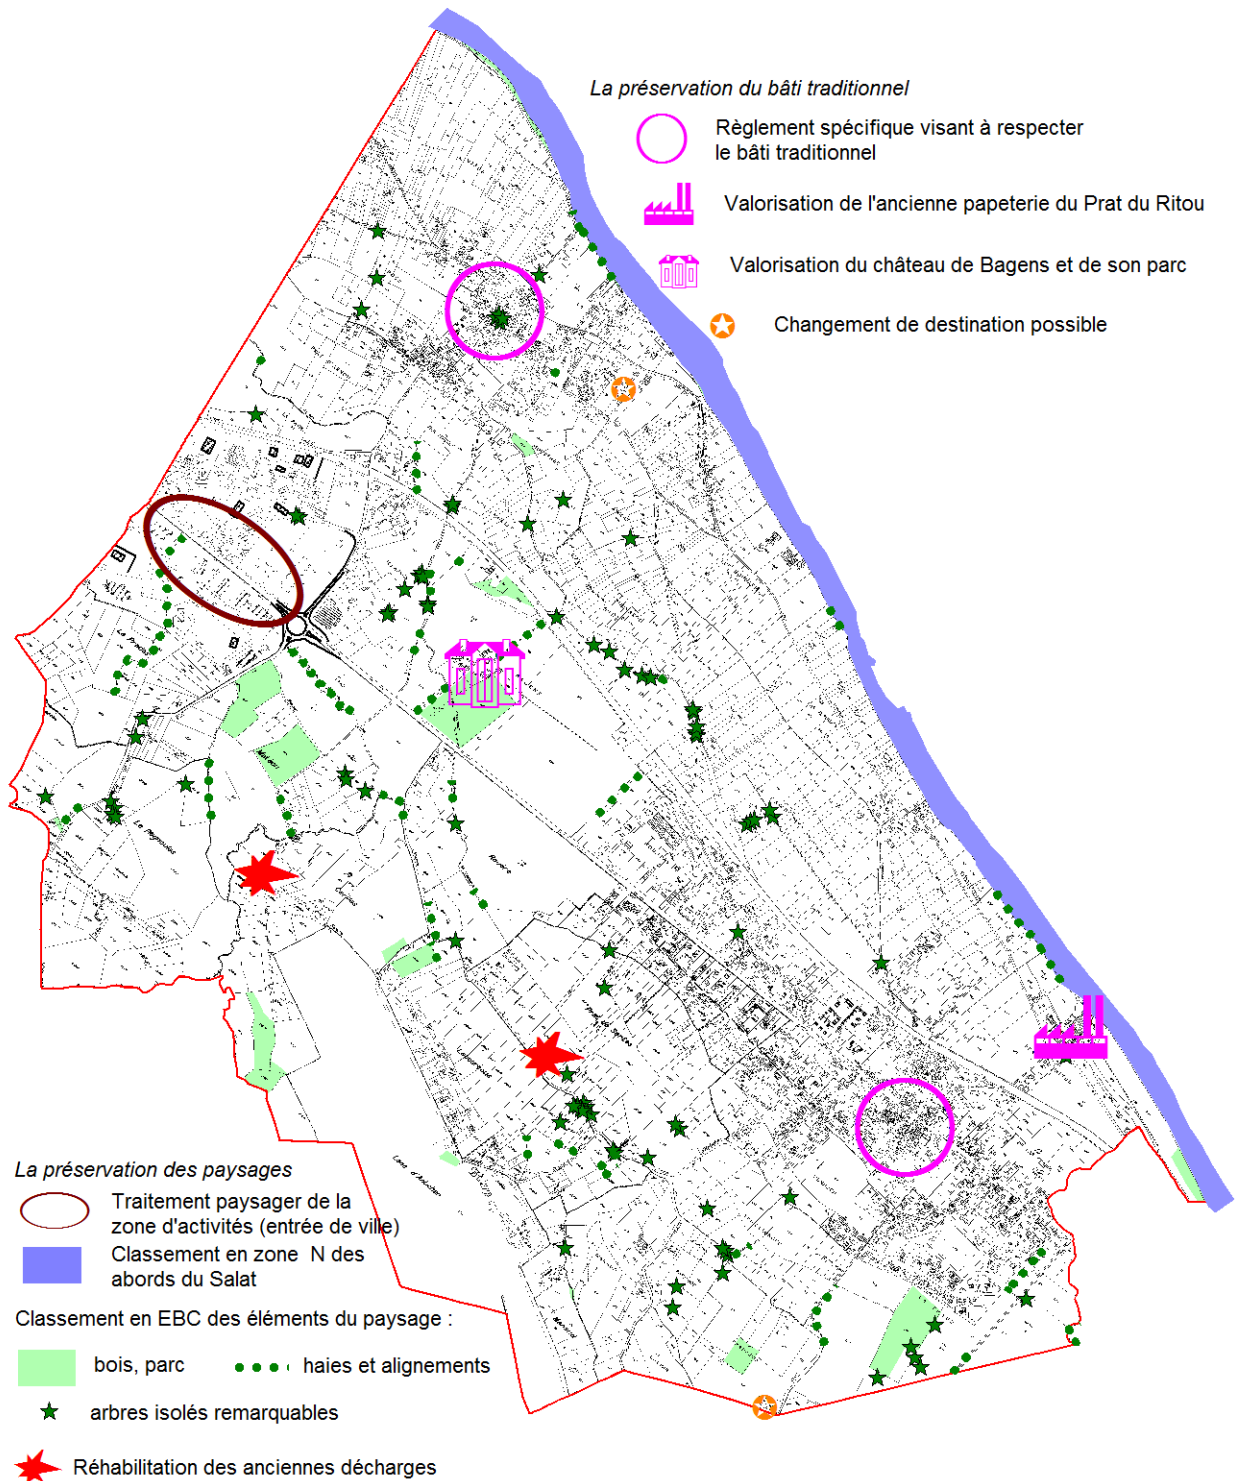 La préservation du bâti traditionnel
Règlement spécifique visant à respecter
le bâti traditionnel
Valorisation de l'ancienne papeterie du Prat du Ritou
Valorisation du château de Bagens et de son parc
Changement de destination possible
La préservation des paysages
Traitement paysager de la
zone d'activités (entrée de ville)
Classement en zone N des
abords du Salat
Classement en EBC des éléments du paysage :
bois, parc
haies et alignements
arbres isolés remarquables
Réhabilitation des anciennes décharges